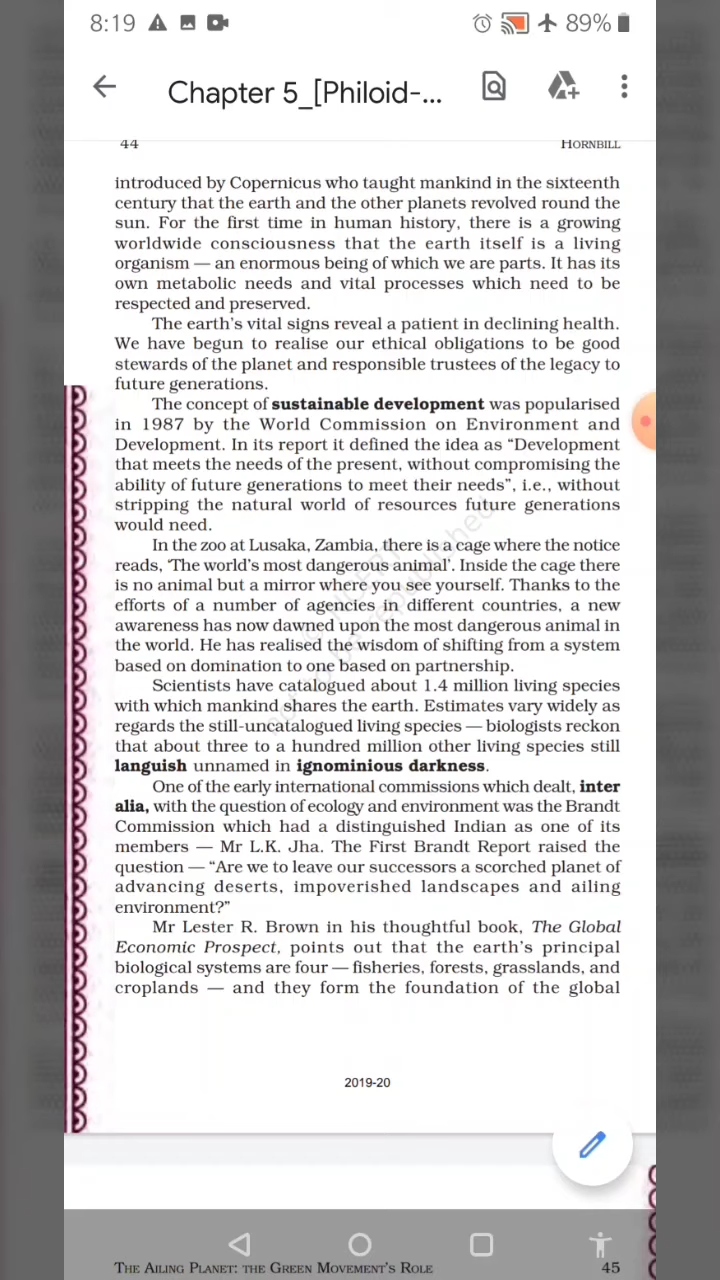 8:19 89%
Chapter 5_[Philoid-...
44 HORNBILL
introduced by Copernicus who taught mankind in the sixteenth
century that the earth and the other planets revolved round the
sun. For the first time in human history, there is a growing
worldwide consciousness that the earth itself is a living
organism — an enormous being of which we are parts. It has its
own metabolic needs and vital processes which need to be
respected and preserved.
The earth's vital signs reveal a patient in declining health.
We have begun to realise our ethical obligations to be good
stewards of the planet and responsible trustees of the legacy to
future generations.
The concept of sustainable development was popularised
in 1987 by the World Commission on Environment and
Development. In its report it defined the idea as “Development
that meets the needs of the present, without compromising the
ability of future generations to meet their needs”, i.e., without
stripping the natural world of resources future generations
would need.
In the zoo at Lusaka, Zambia, there is a cage where the notice
reads, ‘The world's most dangerous animal’. Inside the cage there
is no animal but a mirror where you see yourself. Thanks to the
efforts of a number of agencies in different countries, a new
awareness has now dawned upon the most dangerous animal in
the world. He has realised the wisdom of shifting from a system
based on domination to one based on partnership.
Scientists have catalogued about 1.4 million living species
with which mankind shares the earth. Estimates vary widely as
regards the still-uncatalogued living species — biologists reckon
that about three to a hundred million other living species still
languish unnamed in ignominious darkness.
One of the early international commissions which dealt, inter
alia, with the question of ecology and environment was the Brandt
Commission which had a distinguished Indian as one of its
members — Mr L.K. Jha. The First Brandt Report raised the
question — “Are we to leave our successors a scorched planet of
advancing deserts, impoverished landscapes and ailing
environment?”
Mr Lester R. Brown in his thoughtful book, The Global
Economic Prospect, points out that the earth's principal
biological systems are four — fisheries, forests, grasslands, and
croplands — and they form the foundation of the global
2019-20
THE AILING PLANET: THE GREEN MOVEMENT'S ROLE 45